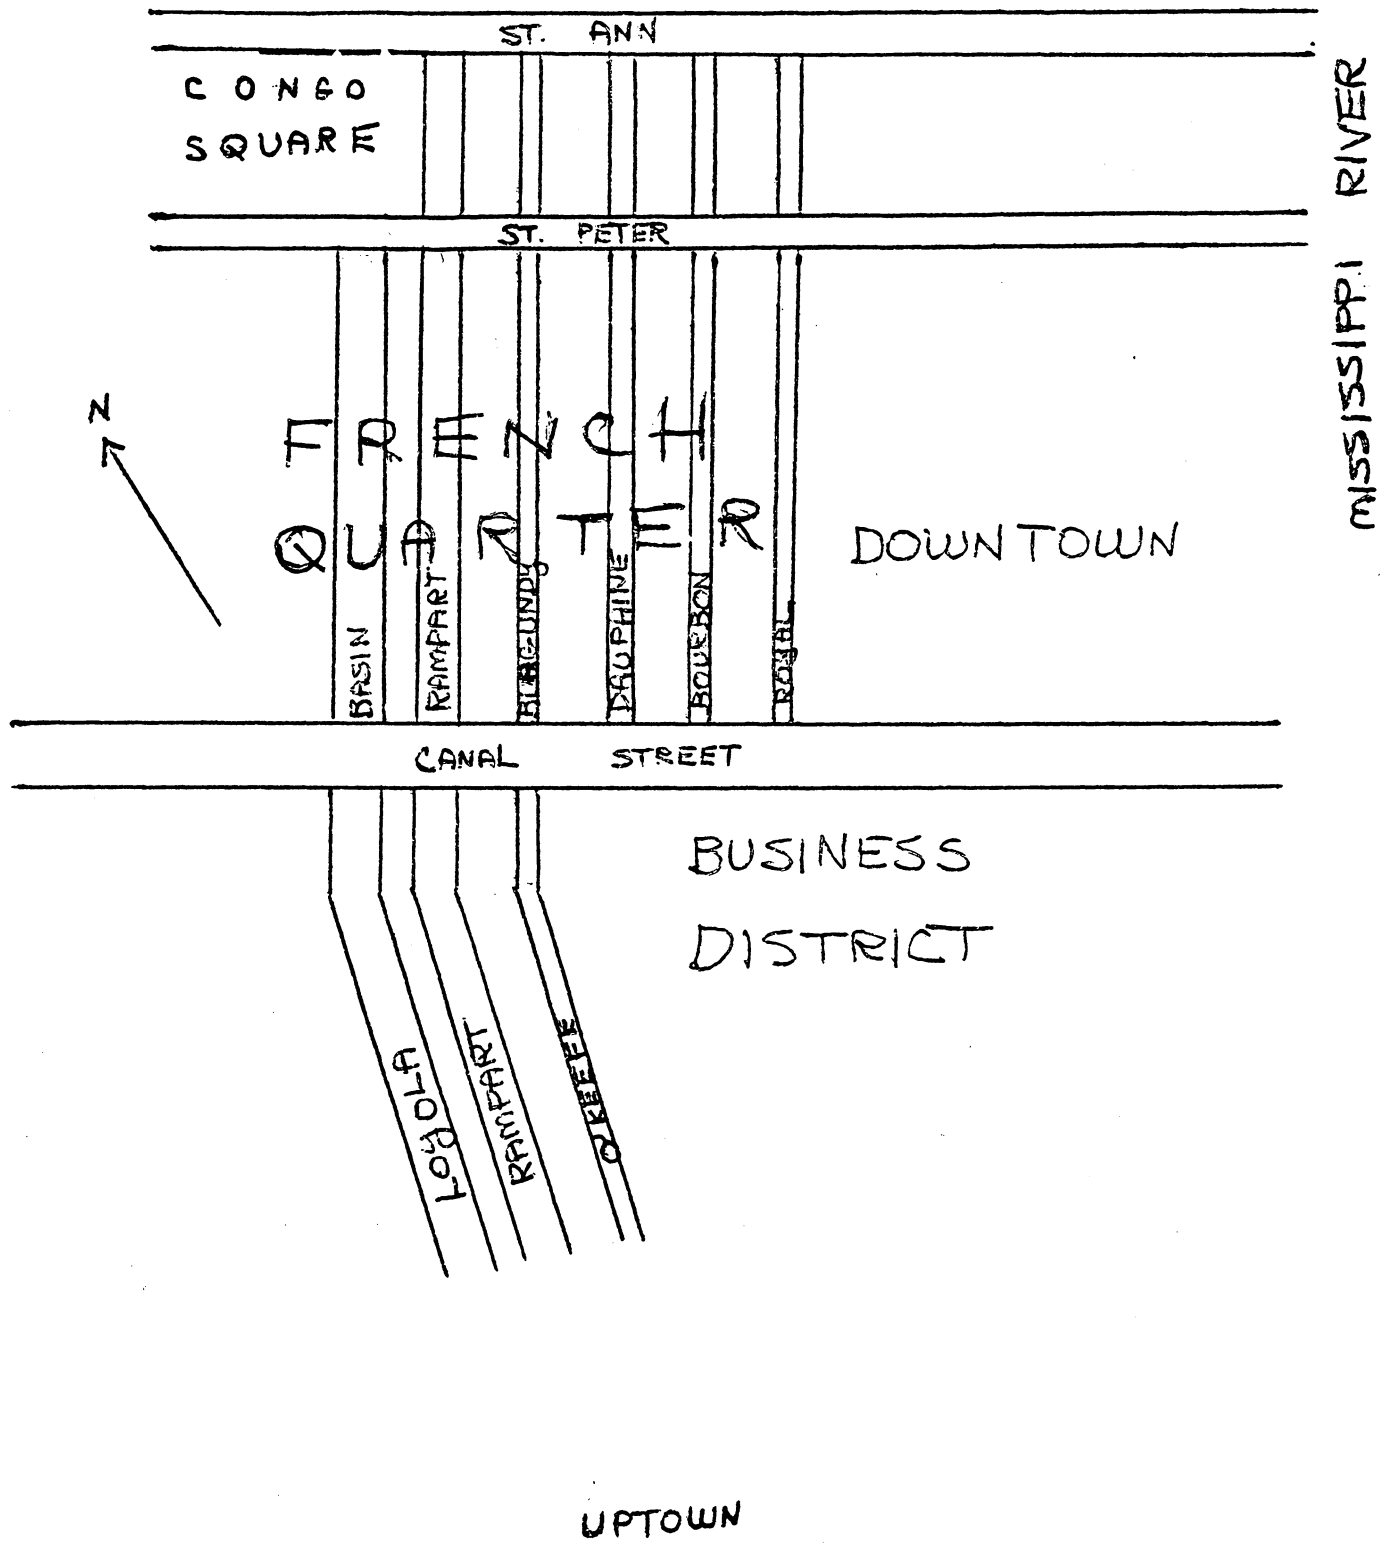 ST. ANN
CONGO
SQUARE
MISSISSIPPI RIVER
ST. PETER
N
FRENCH
QUARTER
DOWNTOWN
BASIN
RAMPART
BURGUNDY
DAUPHINE
BOURBON
ROYAL
CANAL STREET
BUSINESS
DISTRICT
LOYOLA
RAMPART
OKEEFE
UPTOWN